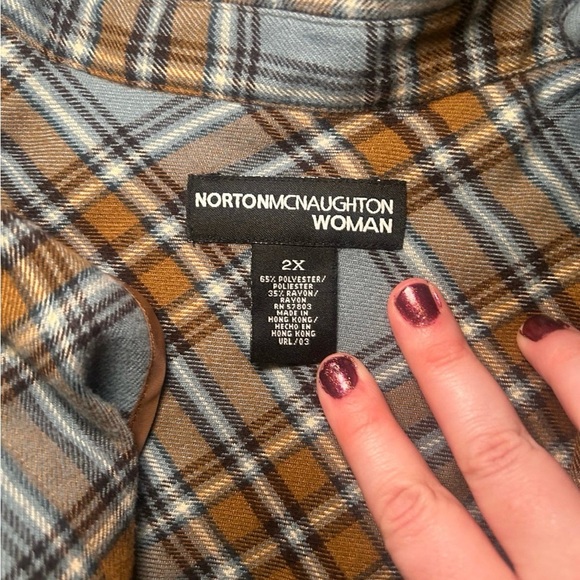 NORTONMCNAUGHTON
WOMAN
2X
65% POLYESTER/
POLIESTER
35% RAYON/
RAYON
RN 57803
MADE IN
HONG KONG/
HECHO EN
HONG KONG
URL/03